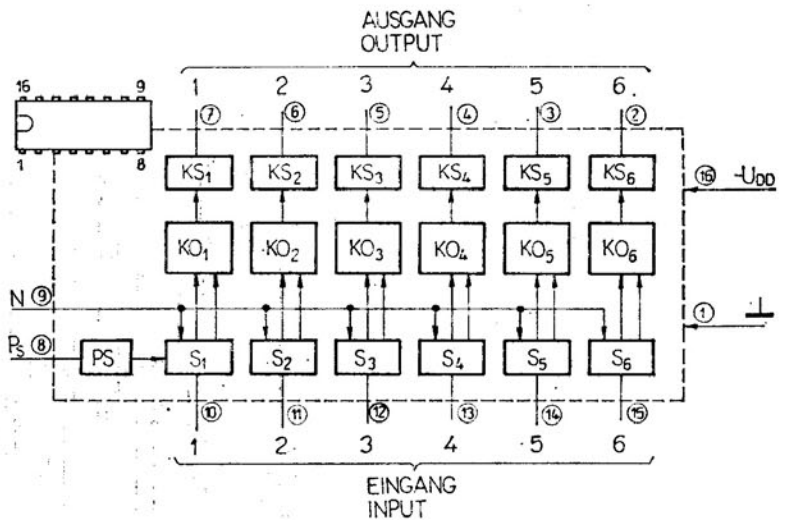 AUSGANG
OUTPUT
1 2 3 4 5 6
16 9
1 8
⑦ ⑥ ⑤ ④ ③ ②
KS₁ KS₂ KS₃ KS₄ KS₅ KS₆
⑯ -U_DD
KO₁ KO₂ KO₃ KO₄ KO₅ KO₆
N ⑨
①
P_S ⑧ PS S₁ S₂ S₃ S₄ S₅ S₆
⑩ ⑪ ⑫ ⑬ ⑭ ⑮
1 2 3 4 5 6
EINGANG
INPUT